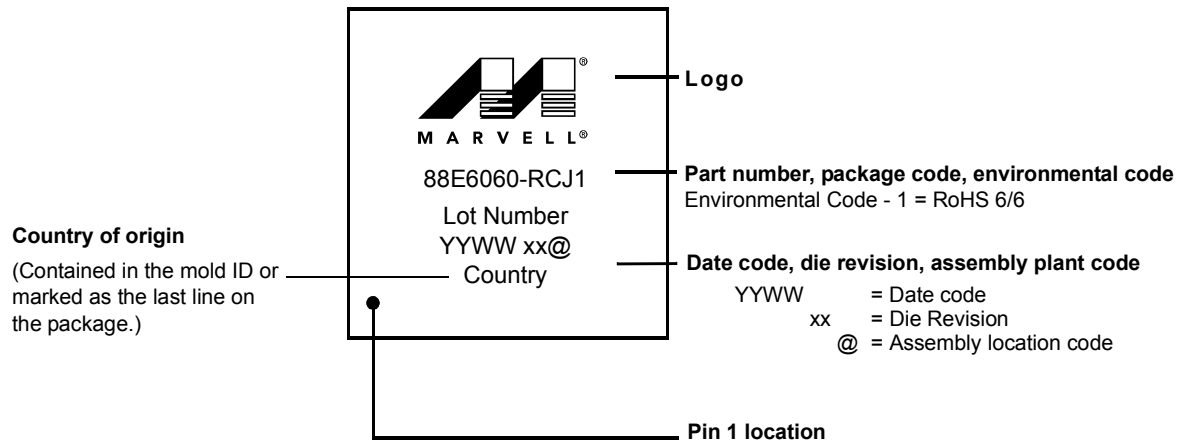 ®
MARVELL®
88E6060-RCJ1
Lot Number
YYWW xx@
Country
Logo
Part number, package code, environmental code
Environmental Code - 1 = RoHS 6/6
Country of origin
(Contained in the mold ID or
marked as the last line on
the package.)
Date code, die revision, assembly plant code
YYWW = Date code
xx = Die Revision
@ = Assembly location code
Pin 1 location